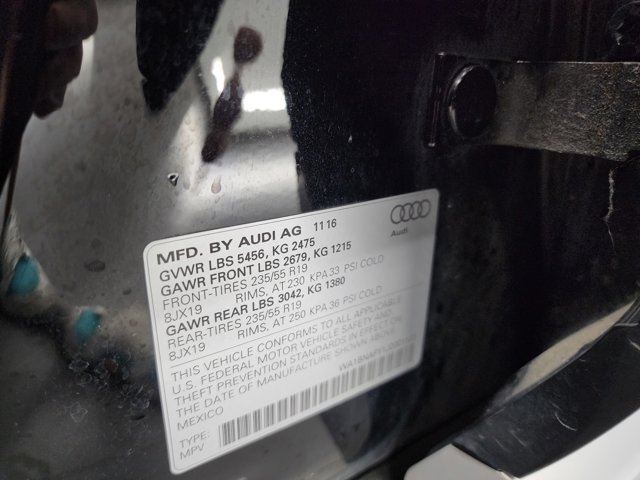 MFD. BY AUDI AG 11 16
GVWR LBS 5456, KG 2475
GAWR FRONT LBS 2679, KG 1215
FRONT-TIRES 235/55 R19
8JX19 RIMS, AT 230 KPA 33 PSI COLD
GAWR REAR LBS 3042, KG 1380
REAR-TIRES 235/55 R19
8JX19 RIMS, AT 250 KPA 36 PSI COLD
THIS VEHICLE CONFORMS TO ALL APPLICABLE
U.S. FEDERAL MOTOR VEHICLE SAFETY AND
THEFT PREVENTION STANDARDS IN EFFECT ON
THE DATE OF MANUFACTURE SHOWN ABOVE
MEXICO
TYPE:
MPV
Audi